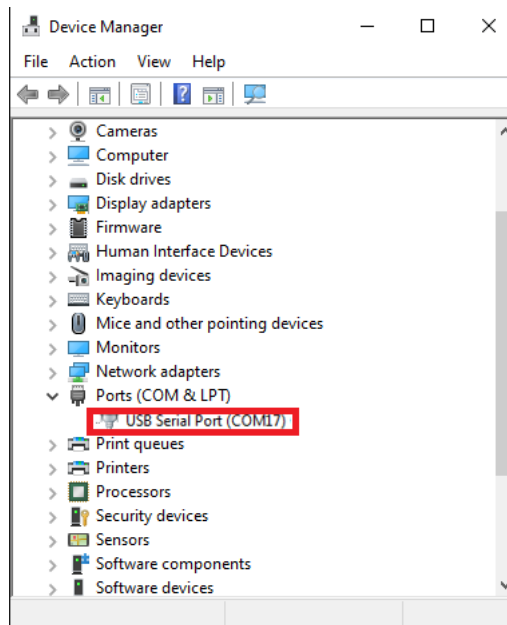 Device Manager
File Action View Help
Cameras
Computer
Disk drives
Display adapters
Firmware
Human Interface Devices
Imaging devices
Keyboards
Mice and other pointing devices
Monitors
Network adapters
Ports (COM & LPT)
USB Serial Port (COM17)
Print queues
Printers
Processors
Security devices
Sensors
Software components
Software devices